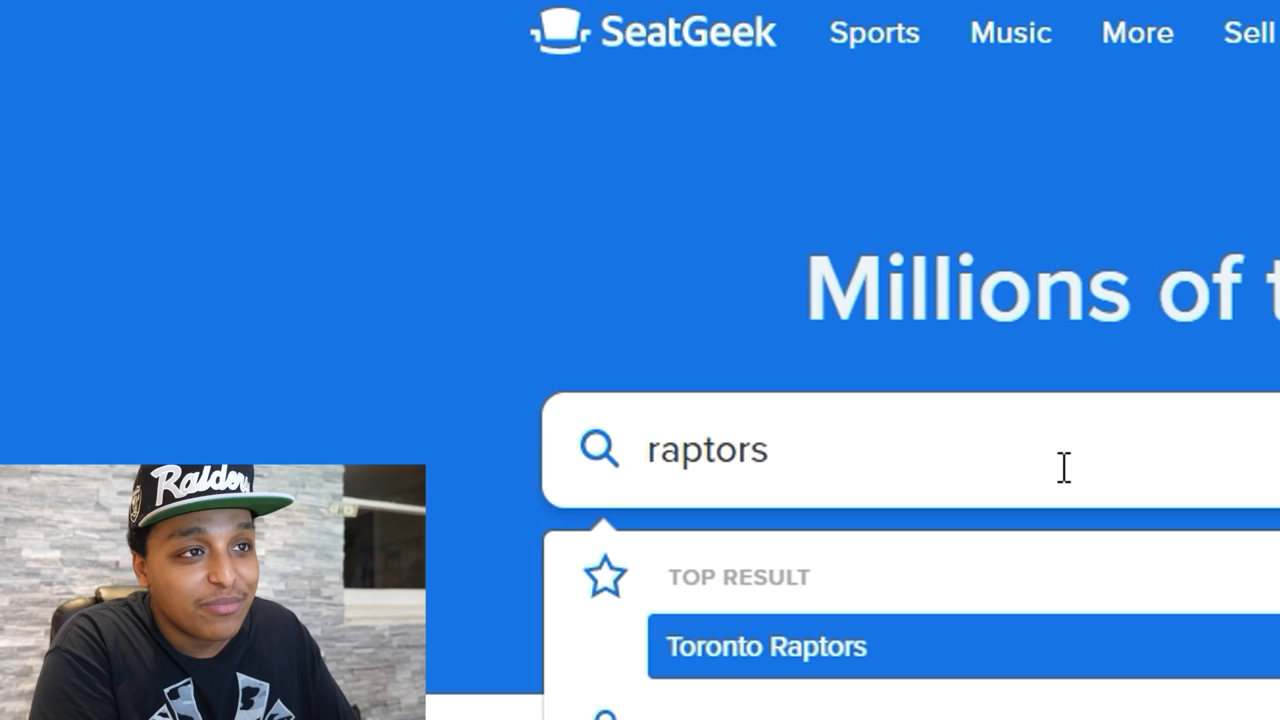 SeatGeek Sports Music More Sell
Millions of t
raptors
TOP RESULT
Toronto Raptors
Raiders